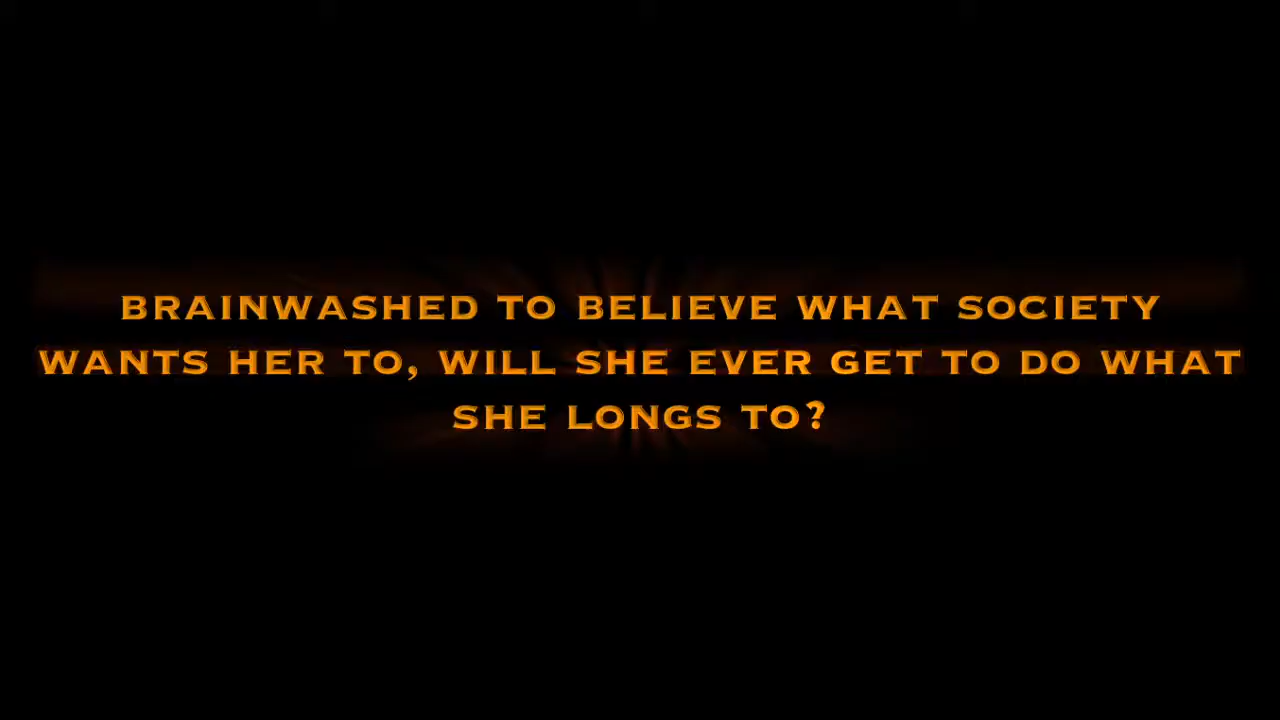 BRAINWASHED TO BELIEVE WHAT SOCIETY
WANTS HER TO, WILL SHE EVER GET TO DO WHAT
SHE LONGS TO?